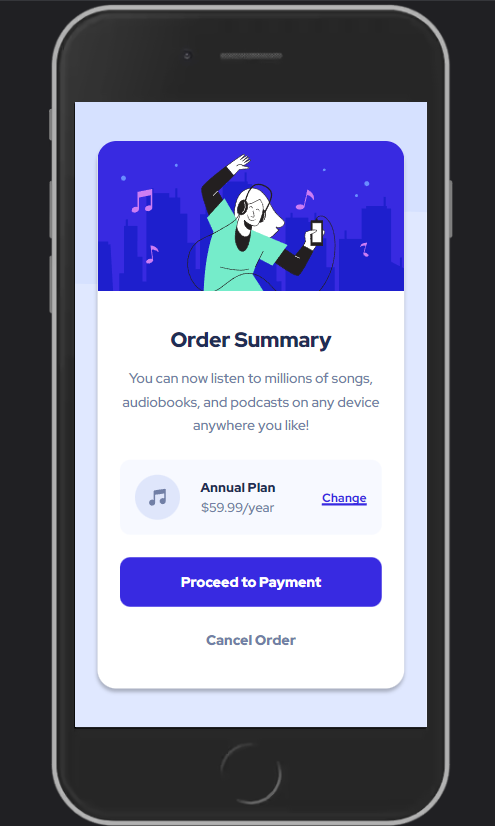 Order Summary
You can now listen to millions of songs,
audiobooks, and podcasts on any device
anywhere you like!
Annual Plan
$59.99/year
Change
Proceed to Payment
Cancel Order